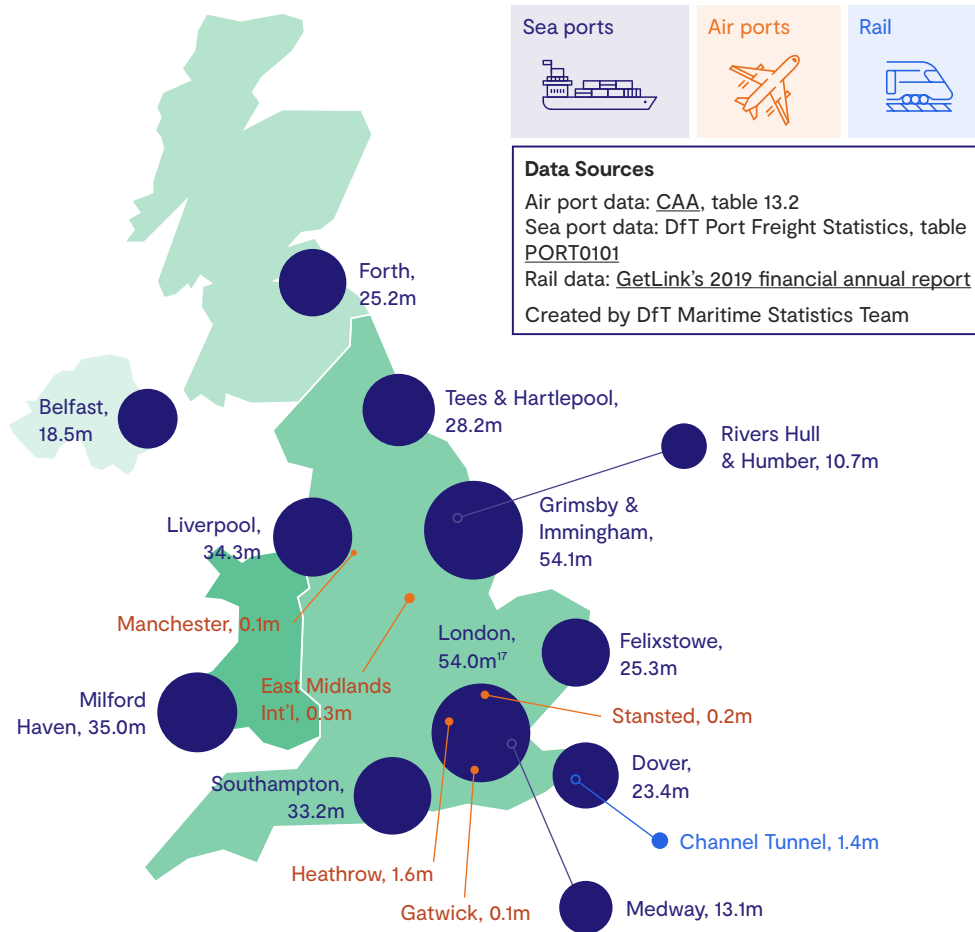 Sea ports
Air ports
Rail
Data Sources
Air port data: CAA, table 13.2
Sea port data: DfT Port Freight Statistics, table
PORT0101
Rail data: GetLink's 2019 financial annual report
Created by DfT Maritime Statistics Team
Forth,
25.2m
Belfast,
18.5m
Tees & Hartlepool,
28.2m
Rivers Hull
& Humber, 10.7m
Grimsby &
Immingham,
54.1m
Liverpool,
34.3m
Manchester, 0.1m
East Midlands
Int'l, 0.3m
London,
54.0m¹⁷
Felixstowe,
25.3m
Milford
Haven, 35.0m
Stansted, 0.2m
Southampton,
33.2m
Dover,
23.4m
Channel Tunnel, 1.4m
Heathrow, 1.6m
Gatwick, 0.1m
Medway, 13.1m